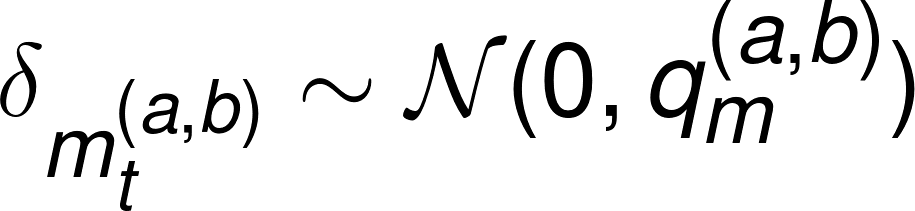 δ_{m_t^{(a,b)}} ∼ 𝒩(0, q_m^{(a,b)})